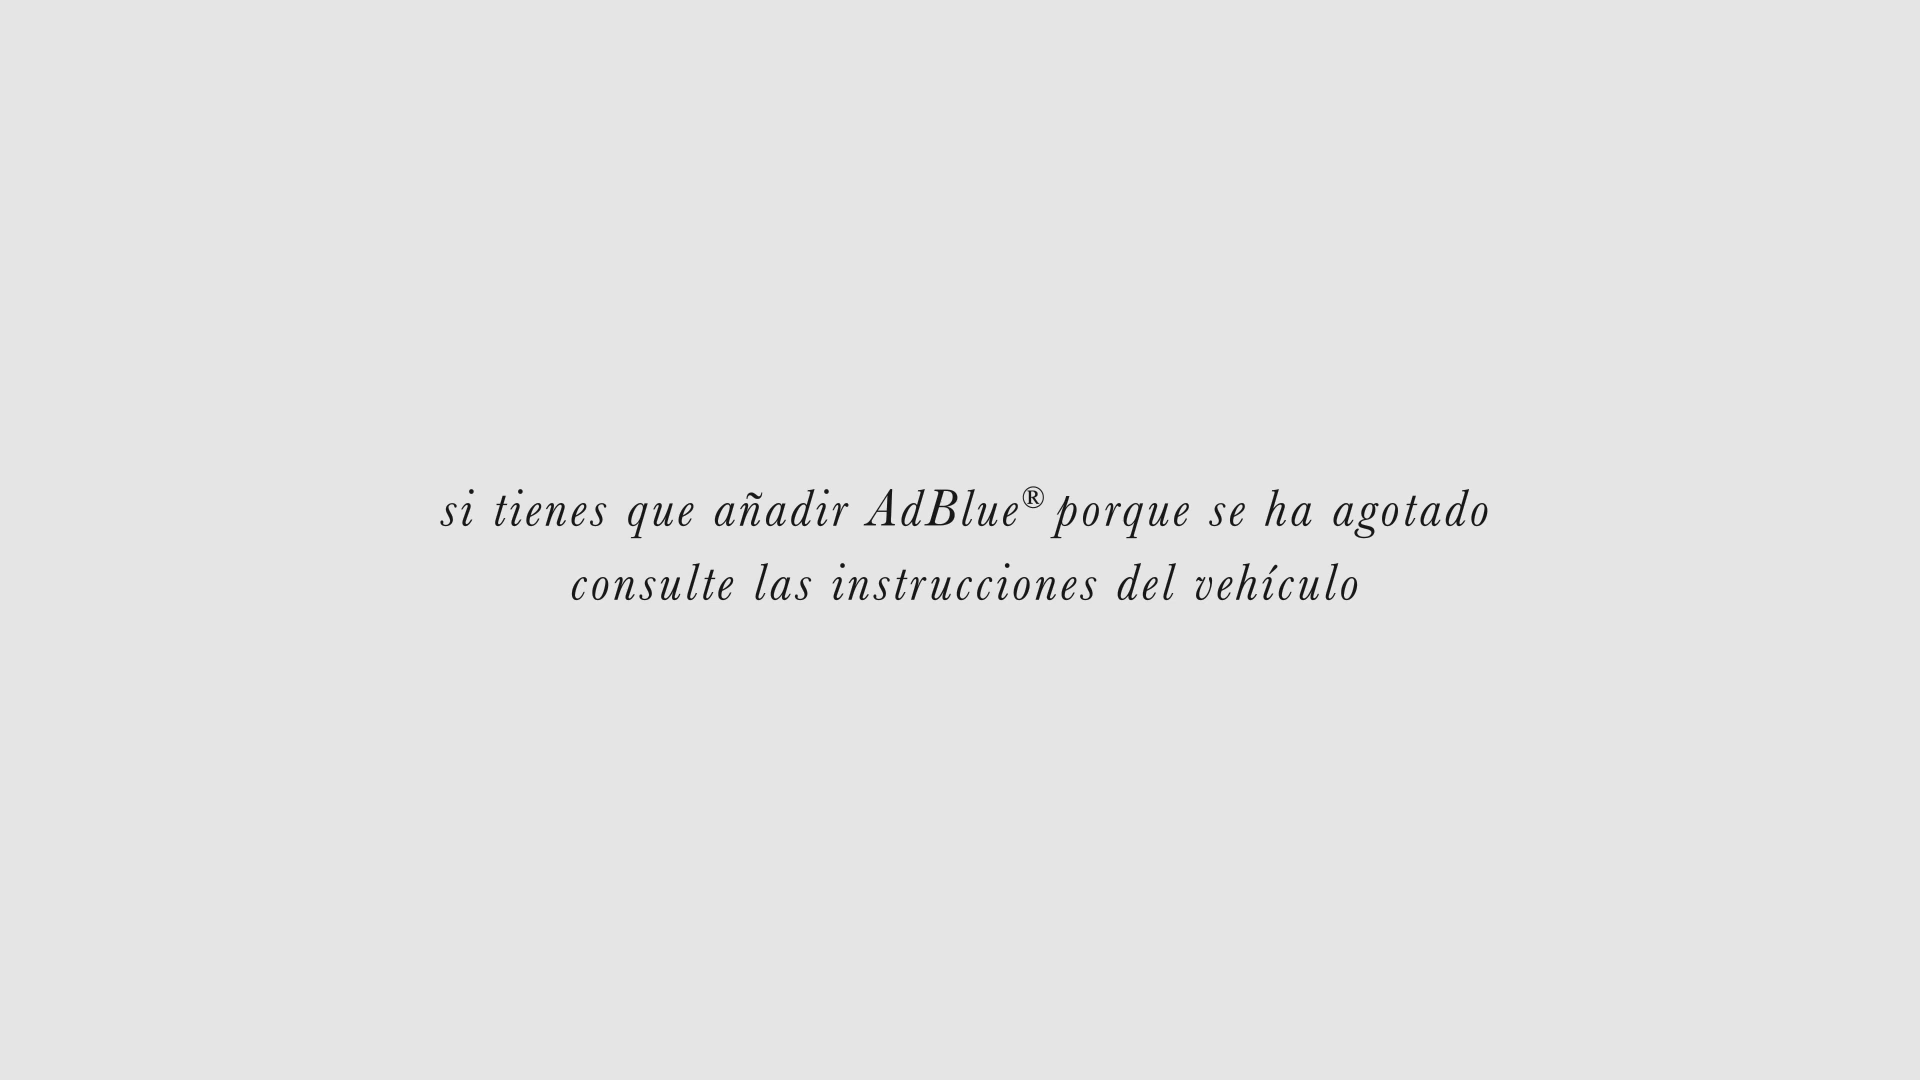 si tienes que añadir AdBlue® porque se ha agotado
consulte las instrucciones del vehículo